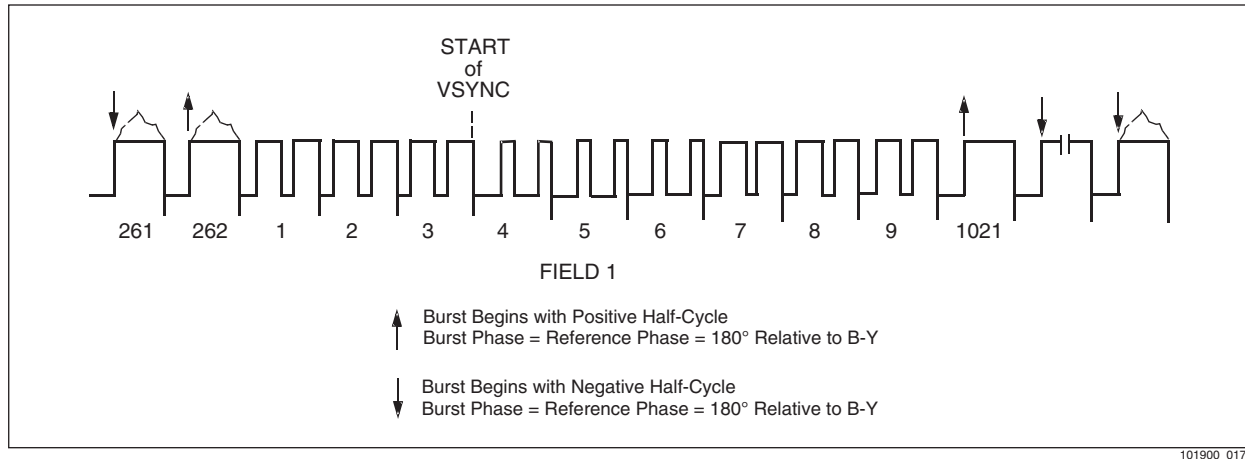 START
of
VSYNC
261 262 1 2 3 4 5 6 7 8 9 1021
FIELD 1
Burst Begins with Positive Half-Cycle
Burst Phase = Reference Phase = 180° Relative to B-Y
Burst Begins with Negative Half-Cycle
Burst Phase = Reference Phase = 180° Relative to B-Y
101900_017